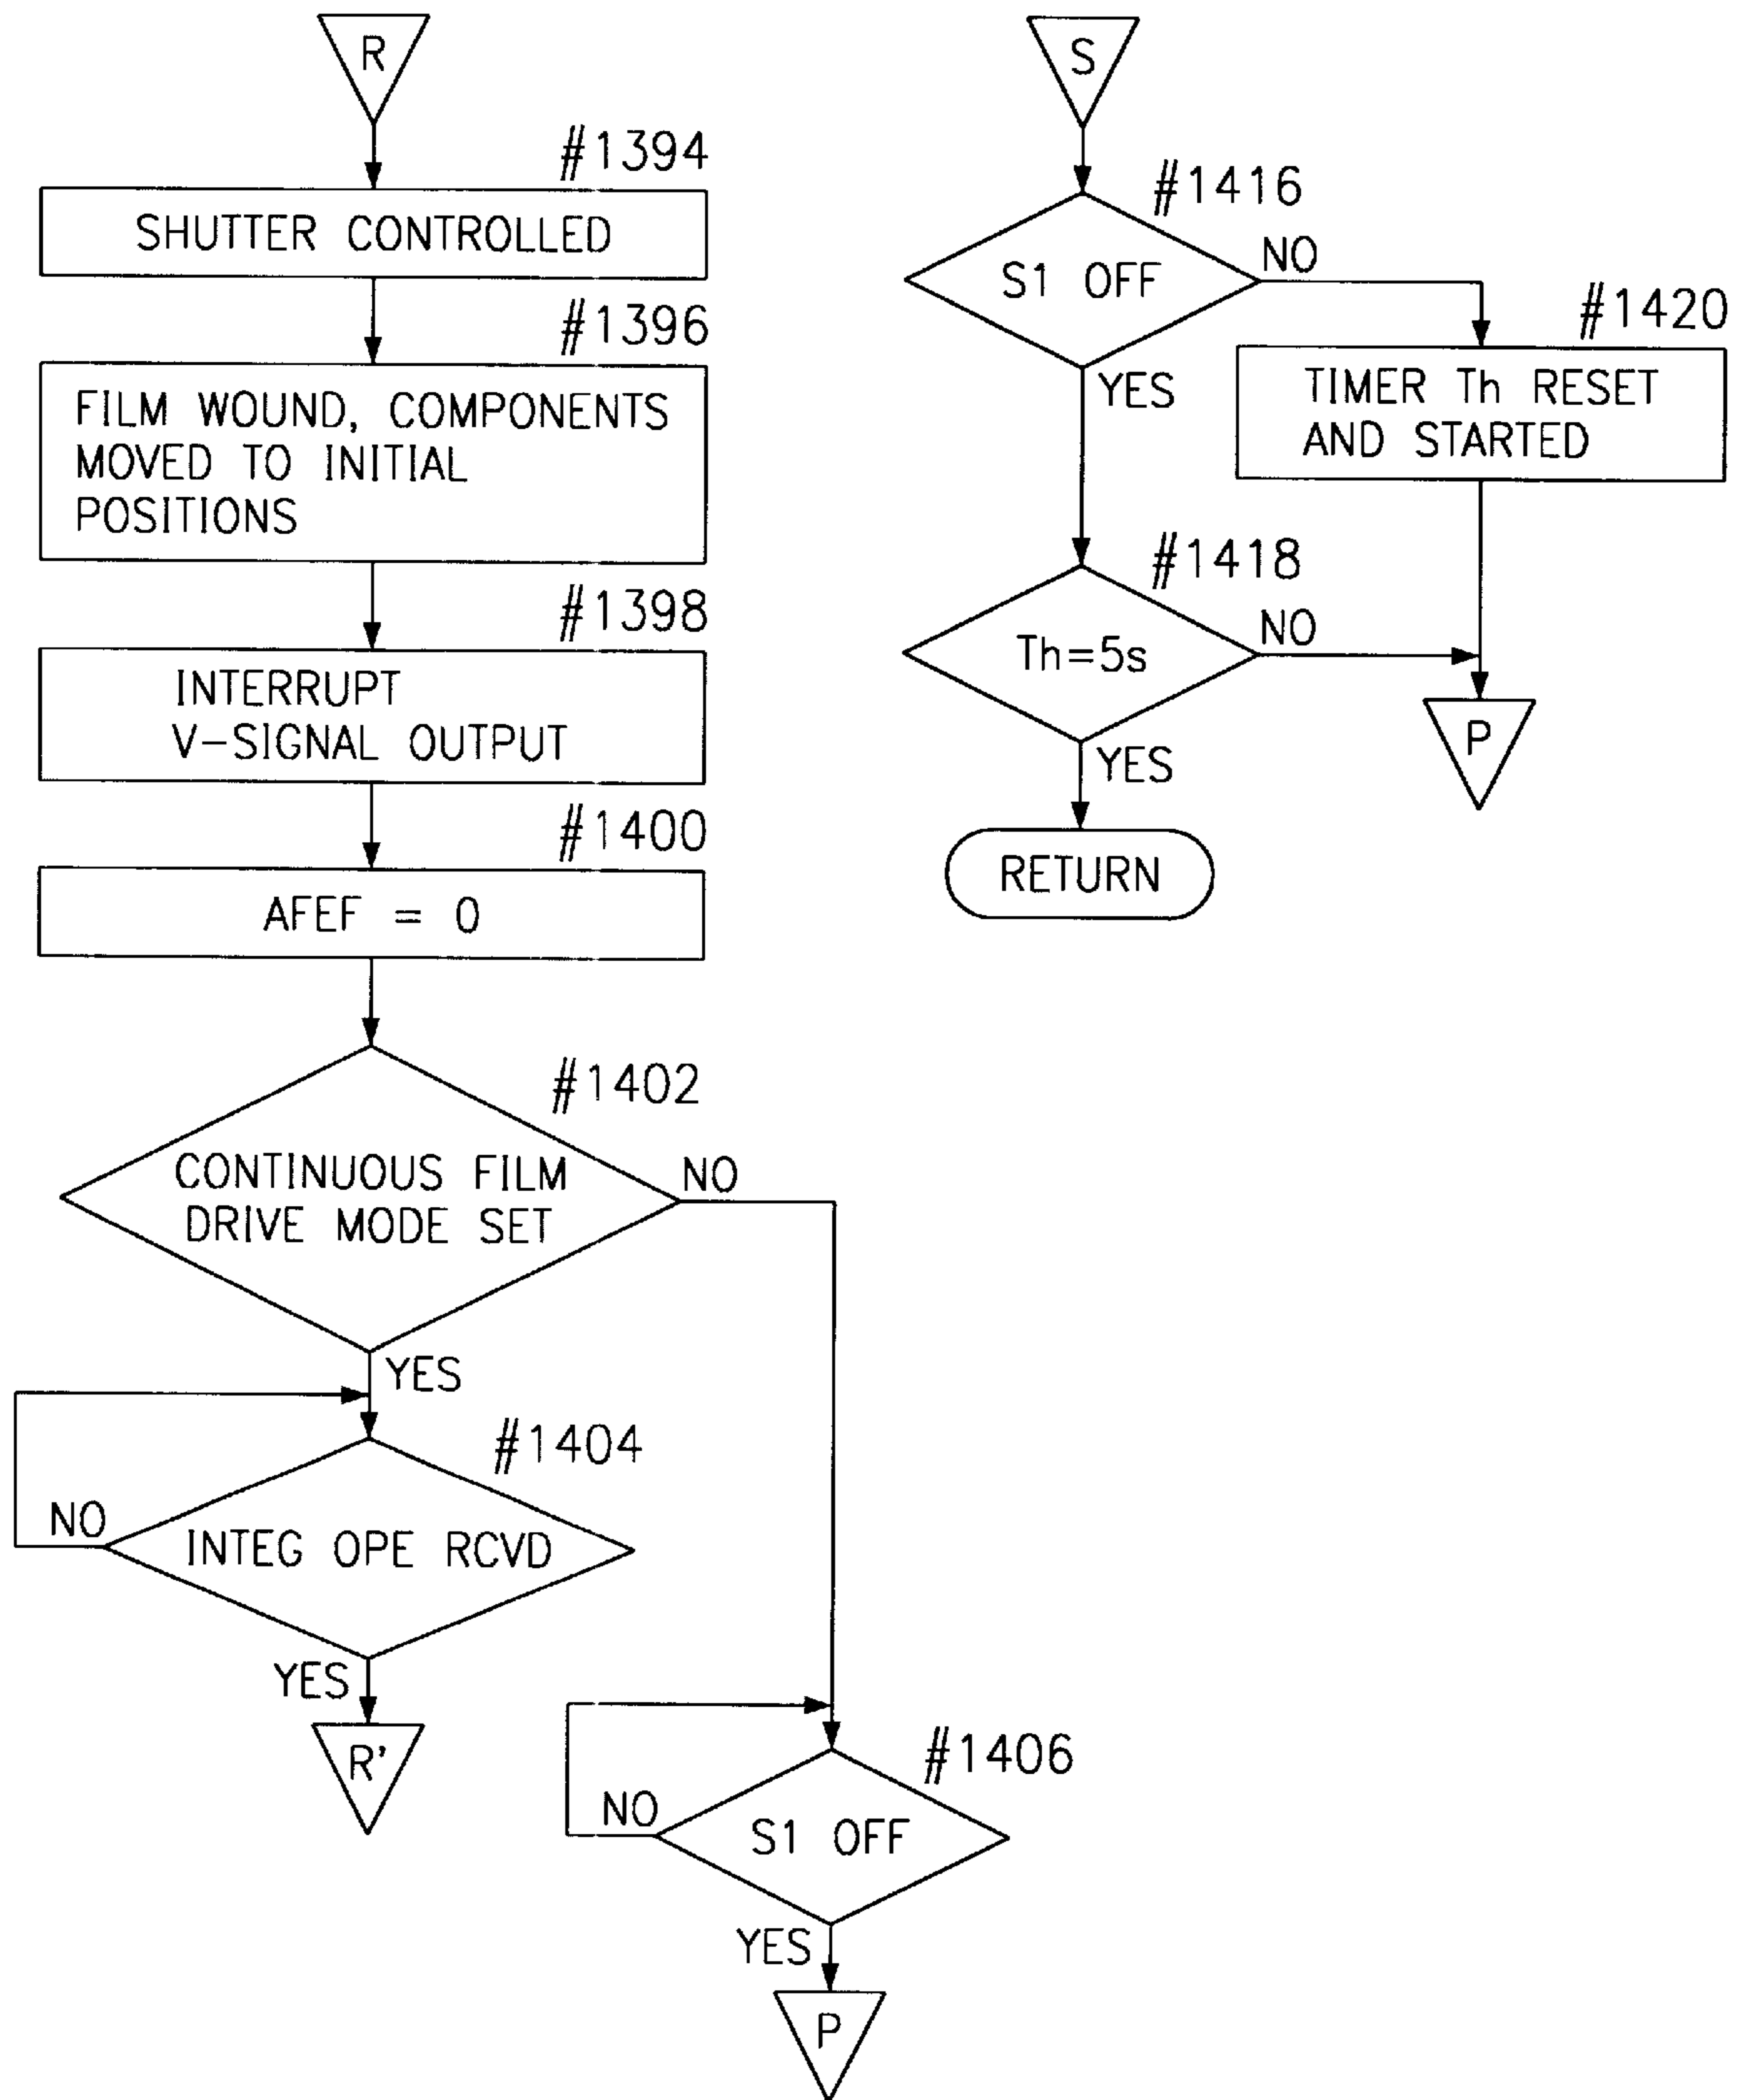 R
#1394
SHUTTER CONTROLLED
#1396
FILM WOUND, COMPONENTS
MOVED TO INITIAL
POSITIONS
#1398
INTERRUPT
V-SIGNAL OUTPUT
#1400
AFEF = 0
#1402
CONTINUOUS FILM
DRIVE MODE SET
NO
YES
#1404
NO
INTEG OPE RCVD
YES
R'
#1406
NO
S1 OFF
YES
P
S
#1416
S1 OFF
NO
YES
#1420
TIMER Th RESET
AND STARTED
#1418
Th=5s
NO
YES
P
RETURN